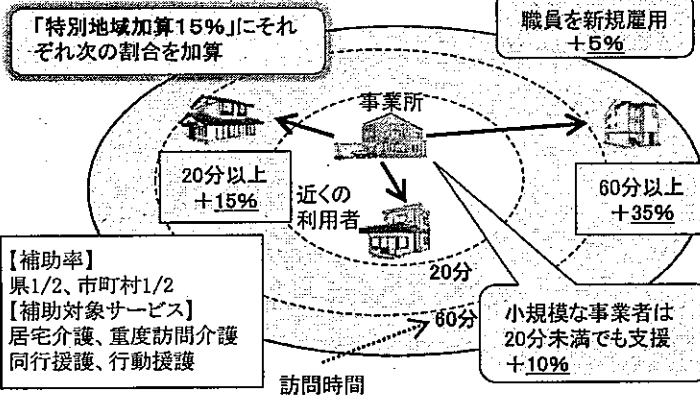 「特別地域加算15%」にそれ
ぞれ次の割合を加算
職員を新規雇用
+5%
事業所
20分以上
+15%
近くの
利用者
60分以上
+35%
【補助率】
県1/2、市町村1/2
【補助対象サービス】
居宅介護、重度訪問介護
同行援護、行動援護
20分
60分
訪問時間
小規模な事業者は
20分未満でも支援
+10%